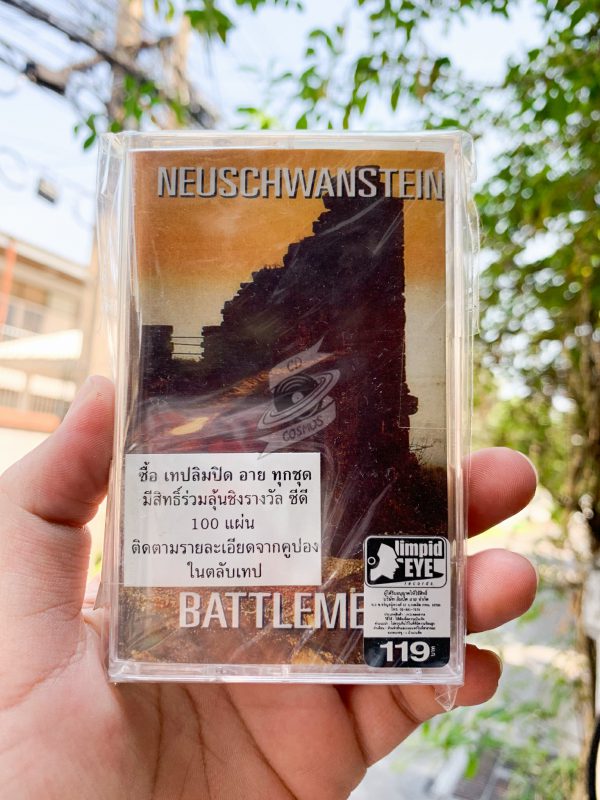 NEUSCHWANSTEIN
CD
COSMOS
ซื้อ เทปลิมปิด อาย ทุกชุด
มีสิทธิ์ร่วมลุ้นชิงรางวัล ซีดี
100 แผ่น
ติดตามรายละเอียดจากคูปอง
ในตลับเทป
limpid
EYE
records
BATTLEME
119